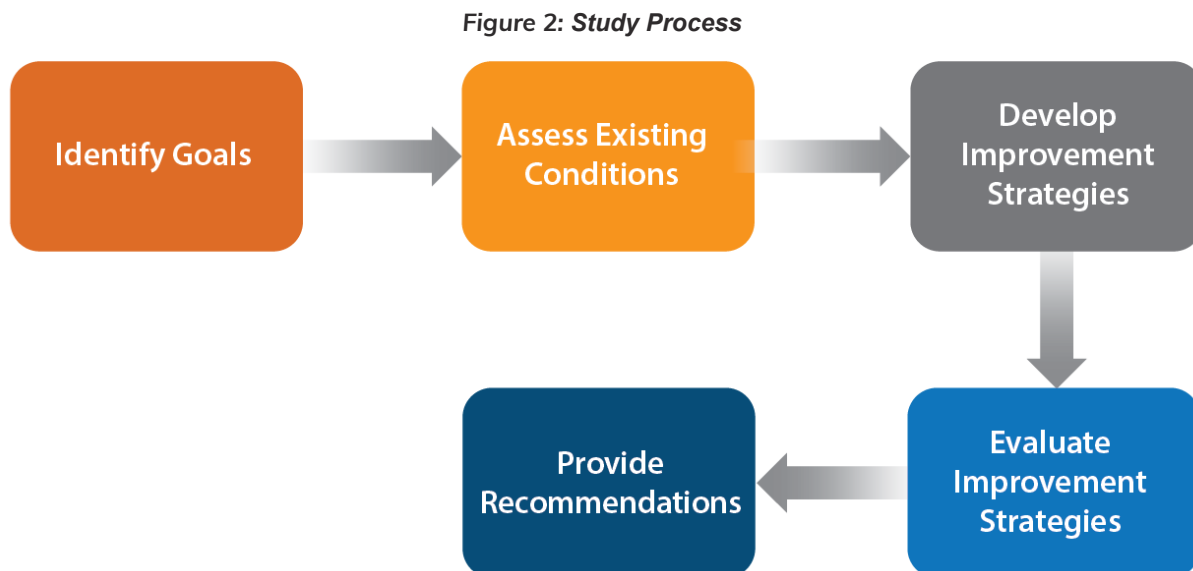 Figure 2: Study Process
Identify Goals
Assess Existing
Conditions
Develop
Improvement
Strategies
Evaluate
Improvement
Strategies
Provide
Recommendations